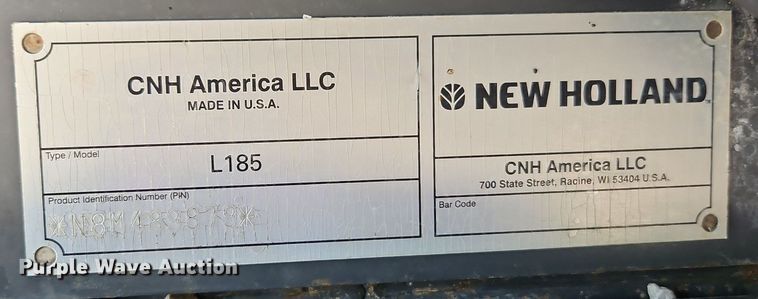 CNH America LLC
MADE IN U.S.A.
Type / Model
L185
Product Identification Number (PIN)
NEW HOLLAND
CNH America LLC
700 State Street, Racine, WI 53404 U.S.A.
Bar Code
Purple Wave Auction